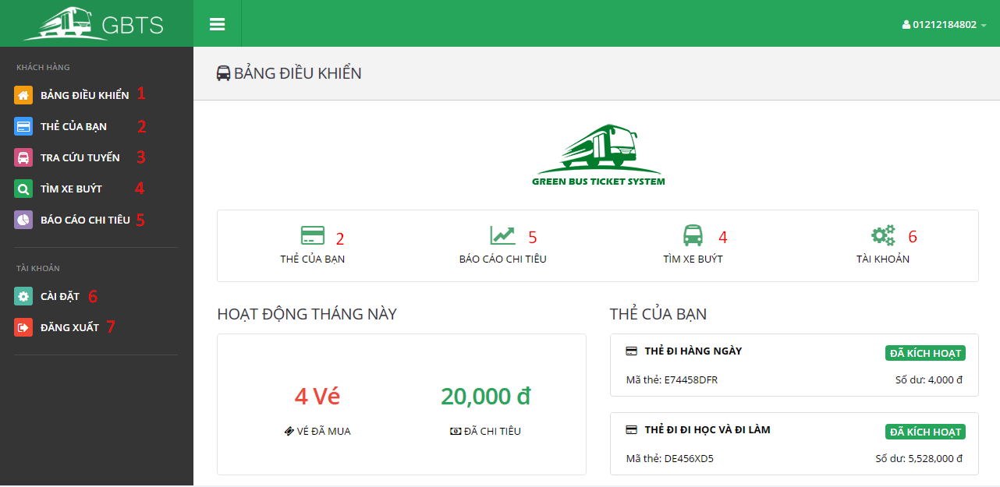 GBTS
01212184802
KHÁCH HÀNG
BẢNG ĐIỀU KHIỂN 1
THẺ CỦA BẠN 2
TRA CỨU TUYẾN 3
TÌM XE BUÝT 4
BÁO CÁO CHI TIÊU 5
TÀI KHOẢN
CÀI ĐẶT 6
ĐĂNG XUẤT 7
BẢNG ĐIỀU KHIỂN
GREEN BUS TICKET SYSTEM
2
THẺ CỦA BẠN
5
BÁO CÁO CHI TIÊU
4
TÌM XE BUÝT
6
TÀI KHOẢN
HOẠT ĐỘNG THÁNG NÀY
4 Vé
VÉ ĐÃ MUA
20,000 đ
ĐÃ CHI TIÊU
THẺ CỦA BẠN
THẺ ĐI HÀNG NGÀY ĐÃ KÍCH HOẠT
Mã thẻ: E74458DFR Số dư: 4,000 đ
THẺ ĐI ĐI HỌC VÀ ĐI LÀM ĐÃ KÍCH HOẠT
Mã thẻ: DE456XD5 Số dư: 5,528,000 đ